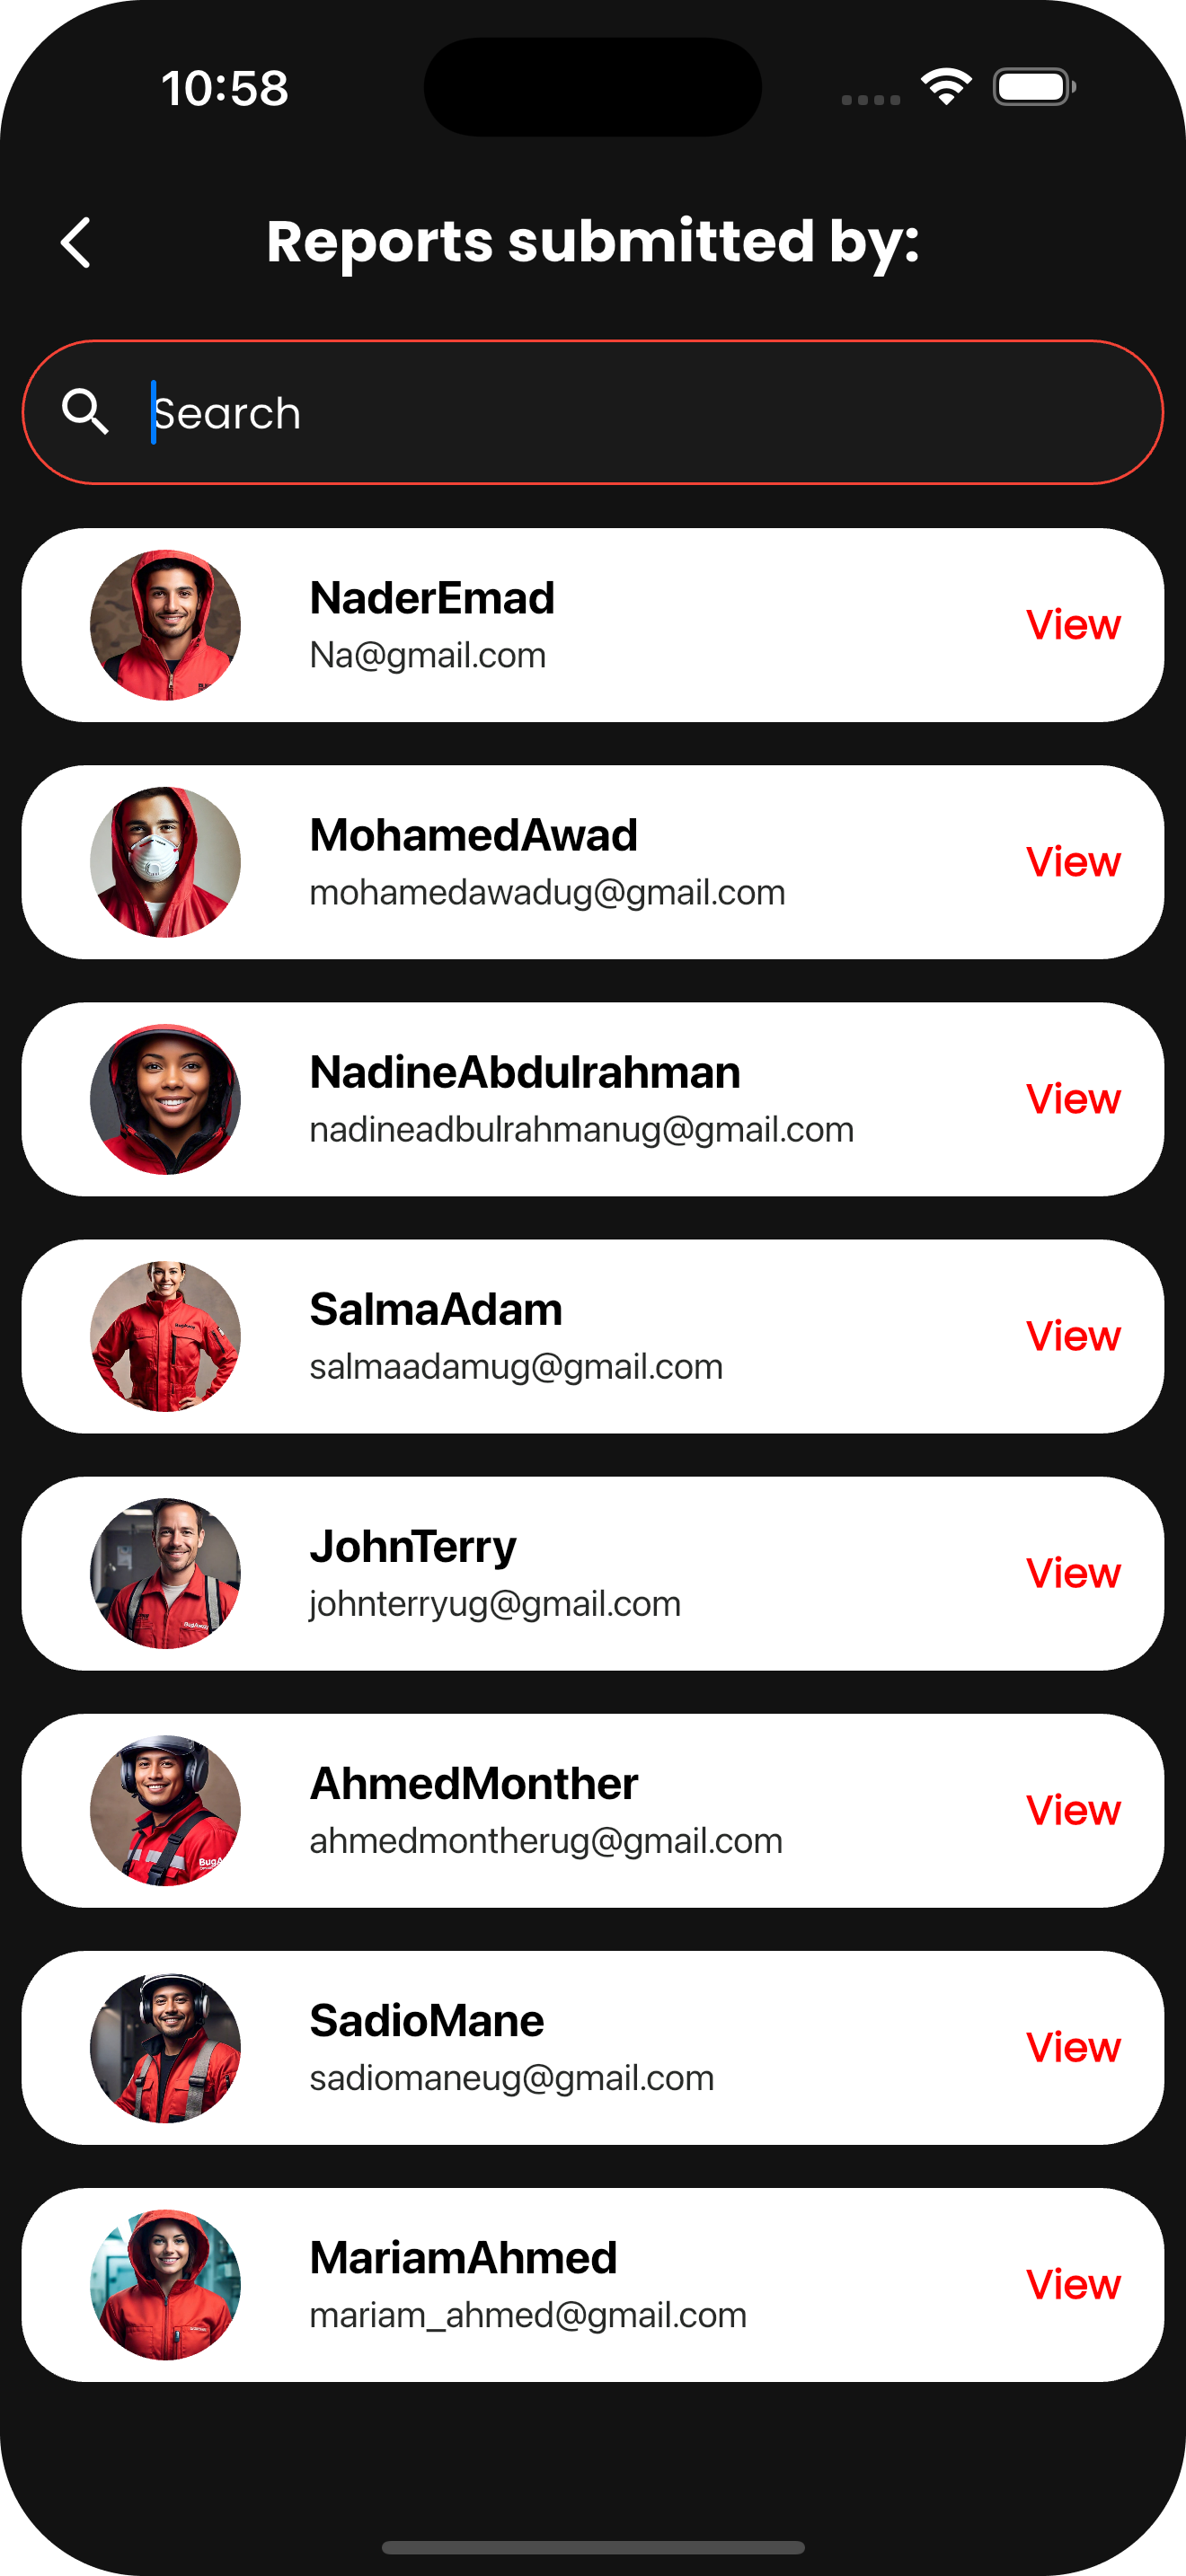 10:58
Reports submitted by:
Search
NaderEmad
Na@gmail.com
View
MohamedAwad
mohamedawadug@gmail.com
View
NadineAbdulrahman
nadineadbulrahmanug@gmail.com
View
SalmaAdam
salmaadamug@gmail.com
View
JohnTerry
johnterryug@gmail.com
View
AhmedMonther
ahmedmontherug@gmail.com
View
SadioMane
sadiomaneug@gmail.com
View
MariamAhmed
mariam_ahmed@gmail.com
View